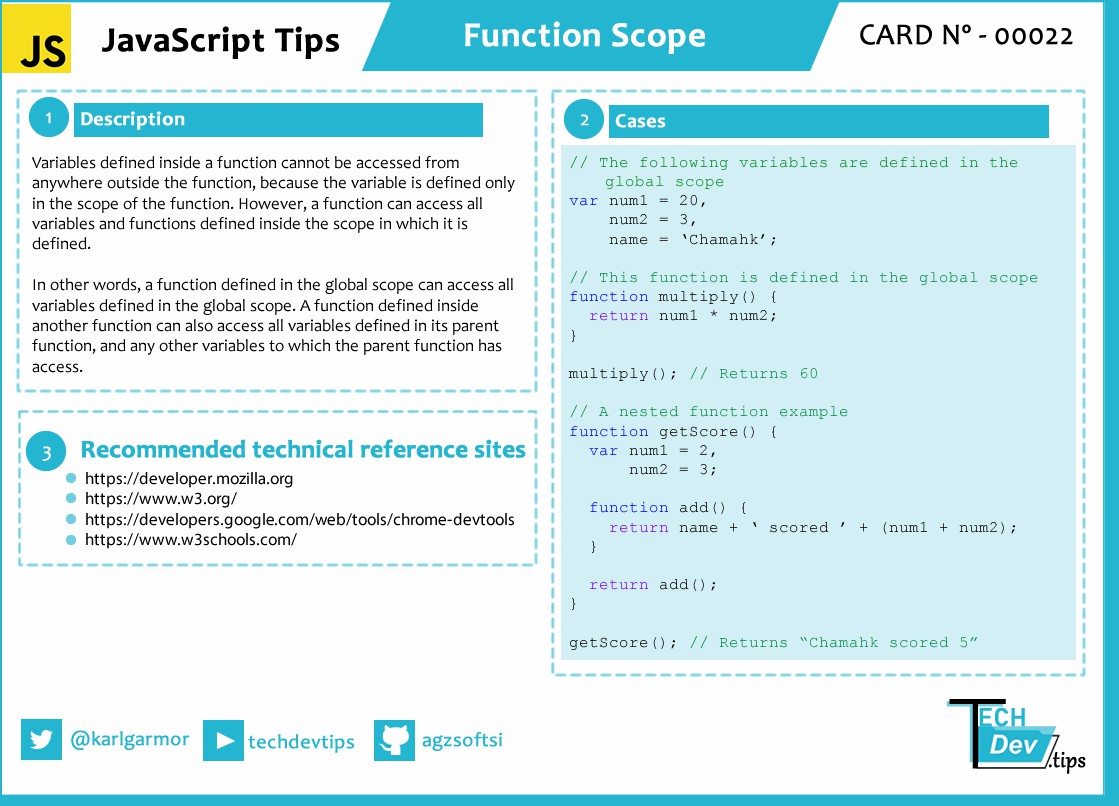 JS
JavaScript Tips
Function Scope
CARD Nº - 00022
1 Description
Variables defined inside a function cannot be accessed from
anywhere outside the function, because the variable is defined only
in the scope of the function. However, a function can access all
variables and functions defined inside the scope in which it is
defined.
In other words, a function defined in the global scope can access all
variables defined in the global scope. A function defined inside
another function can also access all variables defined in its parent
function, and any other variables to which the parent function has
access.
3 Recommended technical reference sites
https://developer.mozilla.org
https://www.w3.org/
https://developers.google.com/web/tools/chrome-devtools
https://www.w3schools.com/
2 Cases
// The following variables are defined in the
global scope
var num1 = 20,
num2 = 3,
name = ‘Chamahk’;
// This function is defined in the global scope
function multiply() {
return num1 * num2;
}
multiply(); // Returns 60
// A nested function example
function getScore() {
var num1 = 2,
num2 = 3;
function add() {
return name + ‘ scored ’ + (num1 + num2);
}
return add();
}
getScore(); // Returns “Chamahk scored 5”
@karlgarmor
techdevtips
agzsoftsi
TECH
Dev
.tips